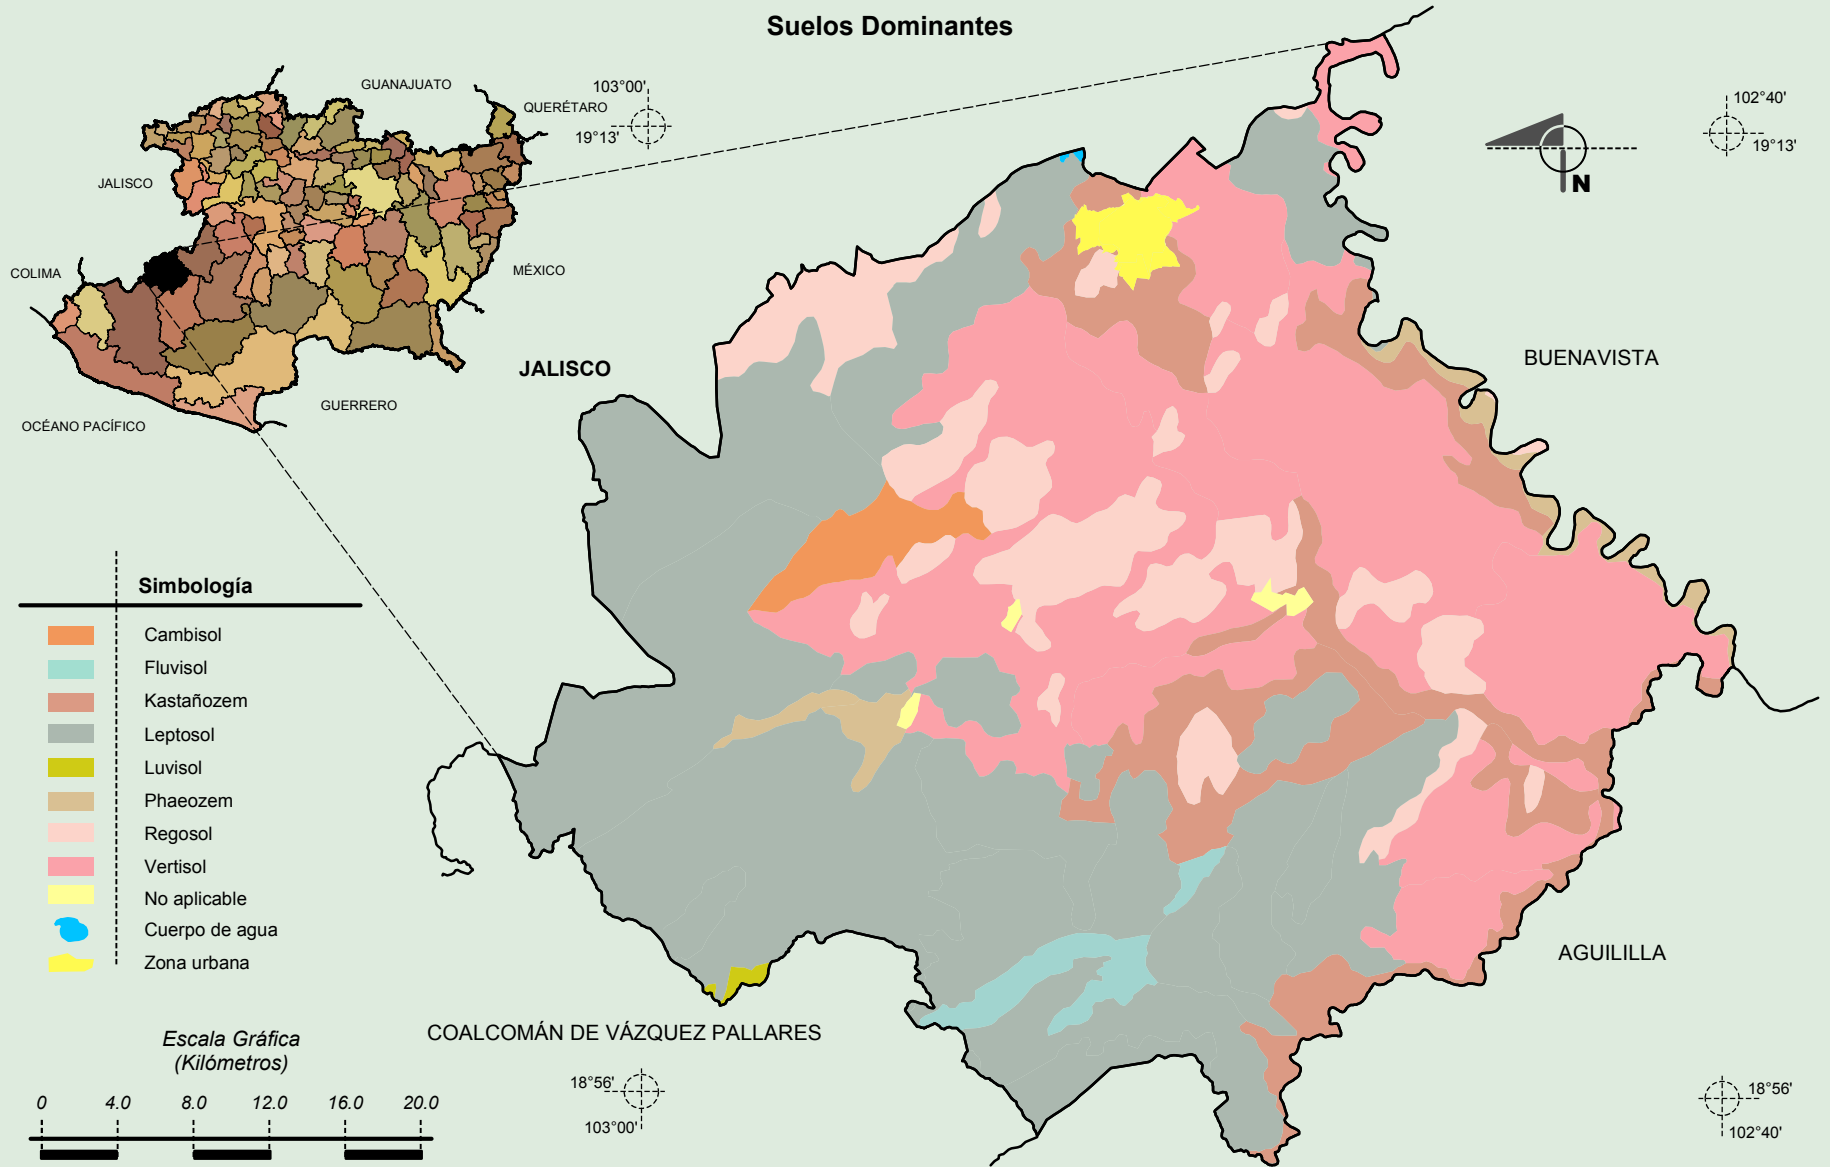 Suelos Dominantes
GUANAJUATO
QUERÉTARO
JALISCO
COLIMA
MÉXICO
GUERRERO
OCÉANO PACÍFICO
103°00'
19°13'
102°40'
19°13'
N
JALISCO
BUENAVISTA
AGUILILLA
COALCOMÁN DE VÁZQUEZ PALLARES
Simbología
Cambisol
Fluvisol
Kastañozem
Leptosol
Luvisol
Phaeozem
Regosol
Vertisol
No aplicable
Cuerpo de agua
Zona urbana
Escala Gráfica
(Kilómetros)
0 4.0 8.0 12.0 16.0 20.0
18°56'
103°00'
18°56'
102°40'